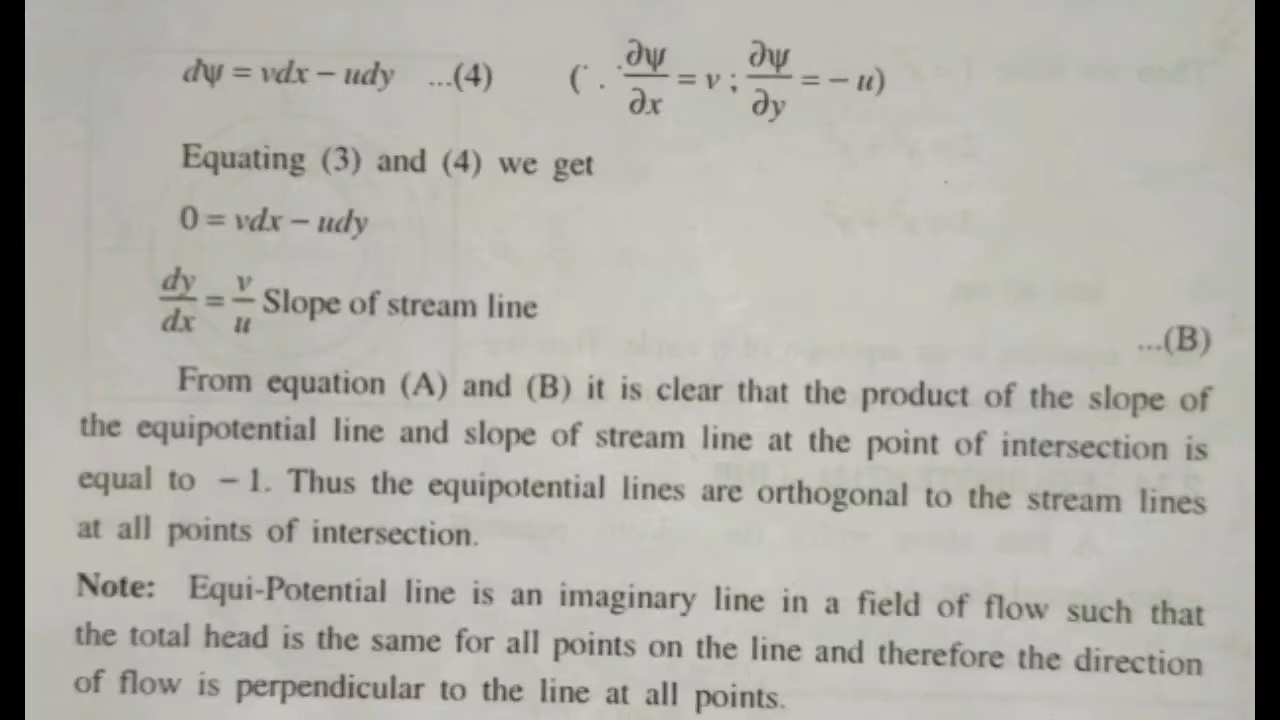 dψ = vdx − udy ...(4) (∵ ∂ψ/∂x = v ; ∂ψ/∂y = − u)
Equating (3) and (4) we get
0 = vdx − udy
dy/dx = v/u Slope of stream line
...(B)
From equation (A) and (B) it is clear that the product of the slope of
the equipotential line and slope of stream line at the point of intersection is
equal to − 1. Thus the equipotential lines are orthogonal to the stream lines
at all points of intersection.
Note: Equi-Potential line is an imaginary line in a field of flow such that
the total head is the same for all points on the line and therefore the direction
of flow is perpendicular to the line at all points.